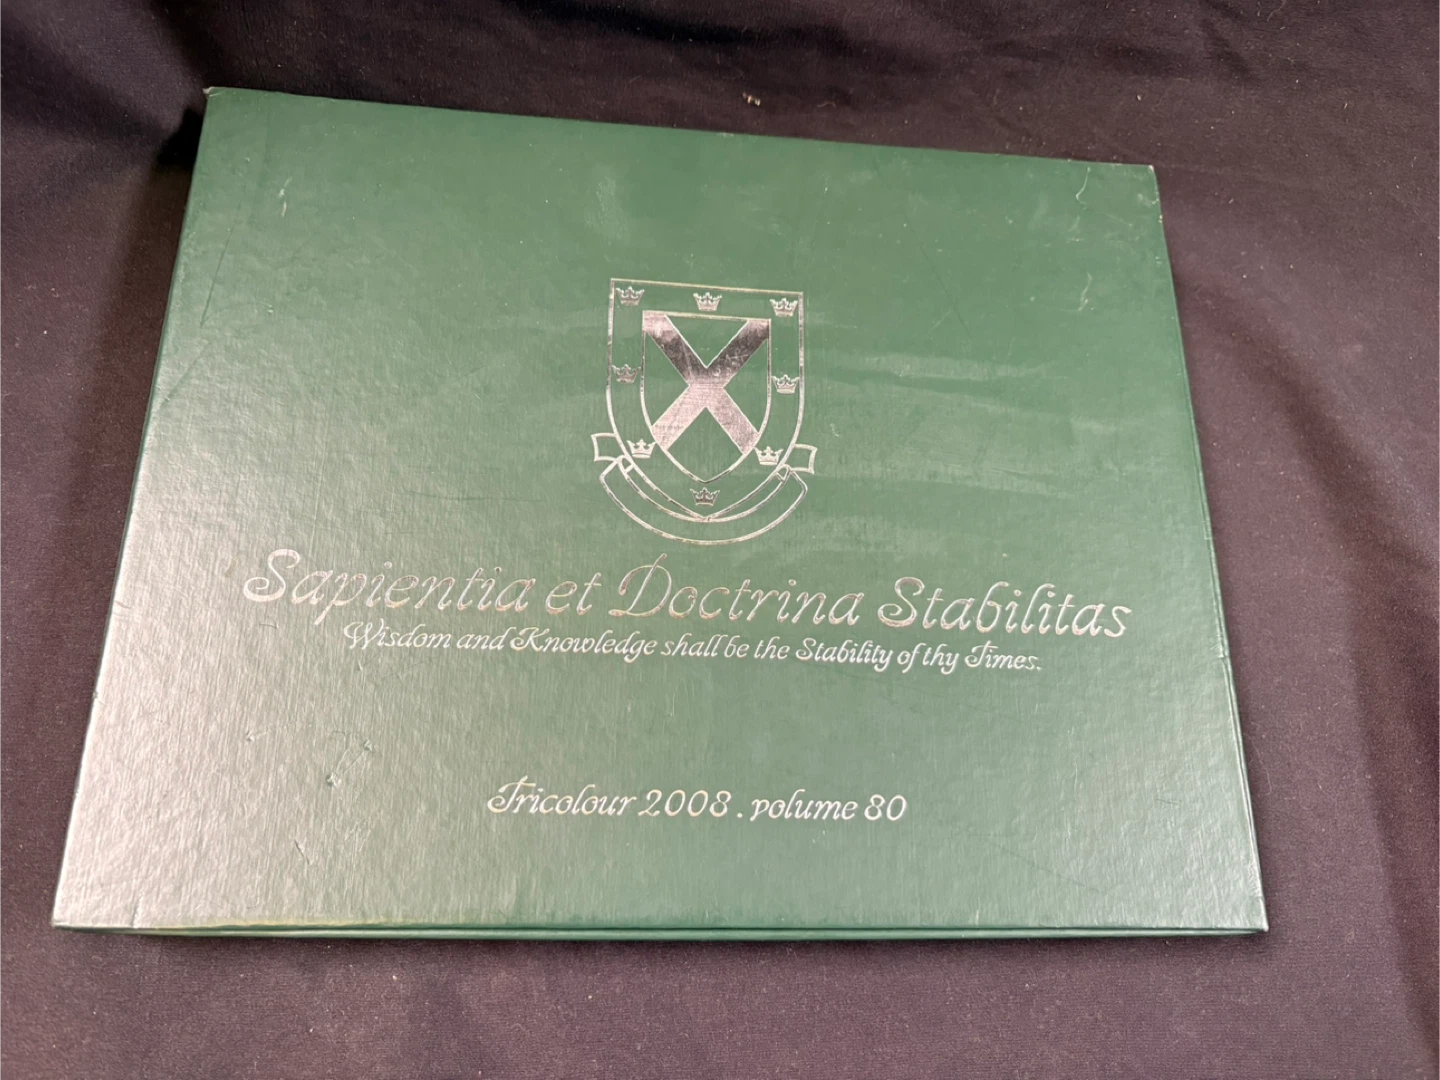 Sapientia et Doctrina Stabilitas
Wisdom and Knowledge shall be the Stability of thy Times.
Tricolour 2008 . volume 80